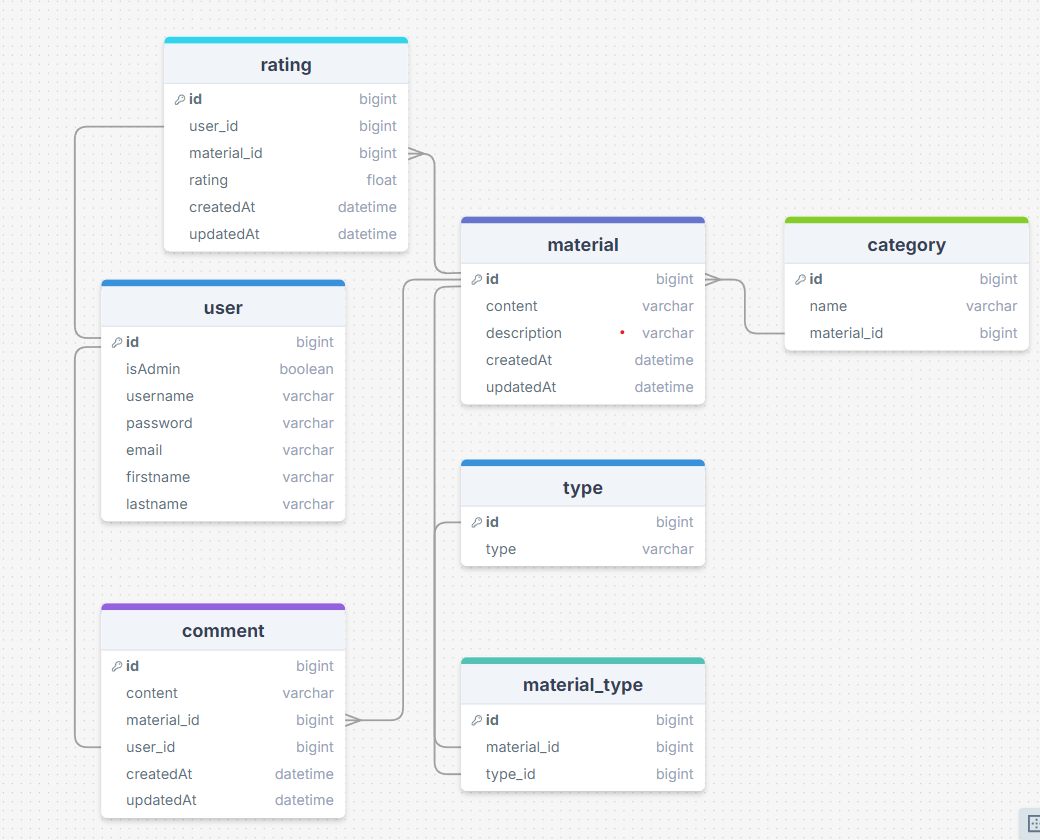 rating
id bigint
user_id bigint
material_id bigint
rating float
createdAt datetime
updatedAt datetime
user
id bigint
isAdmin boolean
username varchar
password varchar
email varchar
firstname varchar
lastname varchar
comment
id bigint
content varchar
material_id bigint
user_id bigint
createdAt datetime
updatedAt datetime
material
id bigint
content varchar
description varchar
createdAt datetime
updatedAt datetime
type
id bigint
type varchar
material_type
id bigint
material_id bigint
type_id bigint
category
id bigint
name varchar
material_id bigint